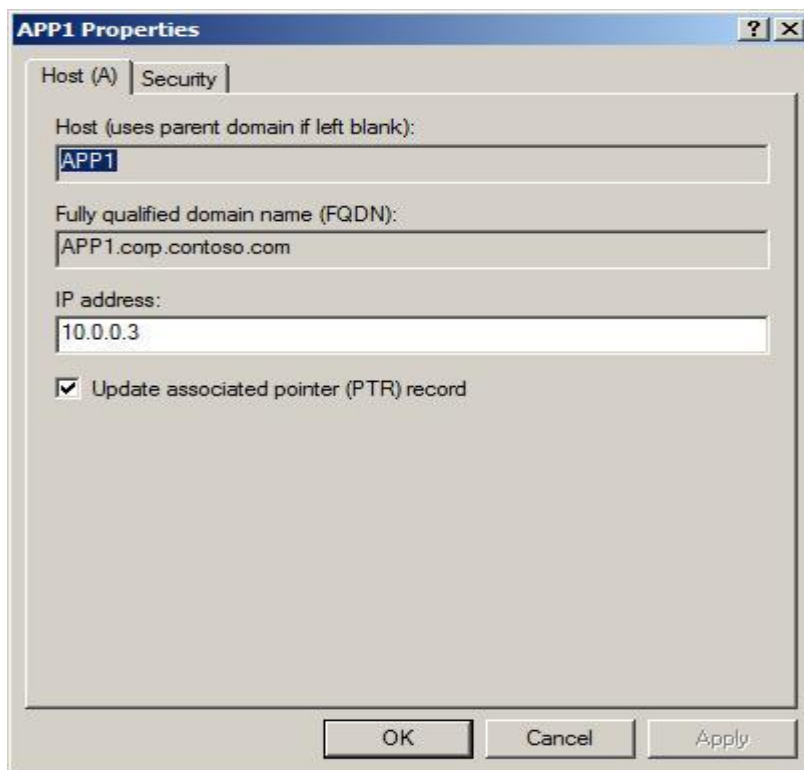 APP1 Properties
Host (A) Security
Host (uses parent domain if left blank):
APP1
Fully qualified domain name (FQDN):
APP1.corp.contoso.com
IP address:
10.0.0.3
Update associated pointer (PTR) record
OK Cancel Apply